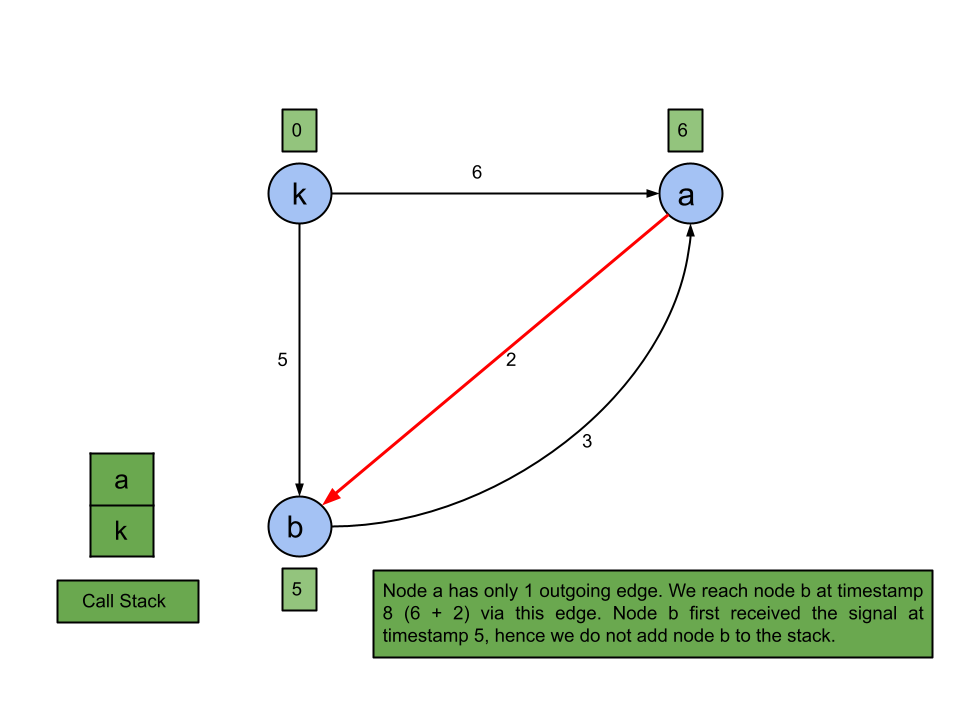 0
6
6
k
a
5
2
3
a
k
b
Call Stack
5
Node a has only 1 outgoing edge. We reach node b at timestamp
8 (6 + 2) via this edge. Node b first received the signal at
timestamp 5, hence we do not add node b to the stack.